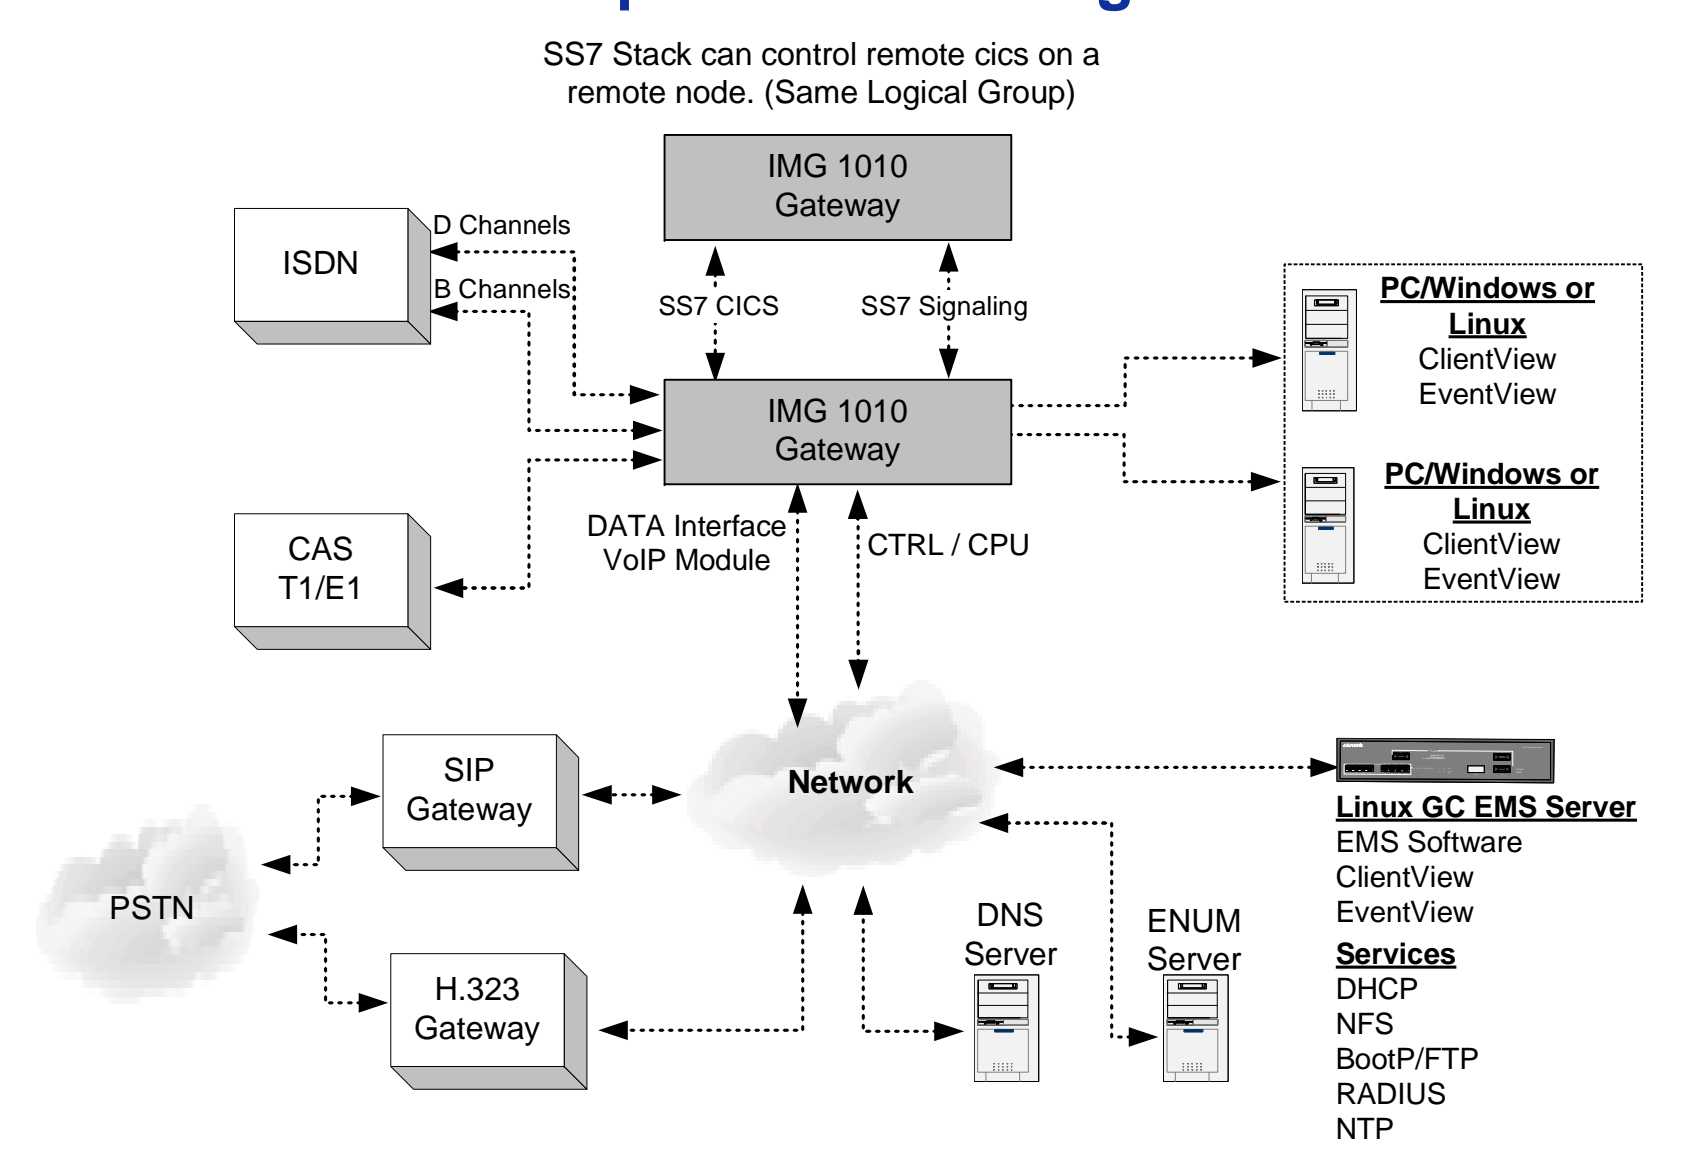 SS7 Stack can control remote cics on a
remote node. (Same Logical Group)
IMG 1010
Gateway
D Channels
ISDN
B Channels
SS7 CICS
SS7 Signaling
PC/Windows or
Linux
ClientView
EventView
IMG 1010
Gateway
PC/Windows or
Linux
ClientView
EventView
CAS
T1/E1
DATA Interface
VoIP Module
CTRL / CPU
SIP
Gateway
Network
Linux GC EMS Server
EMS Software
ClientView
EventView
PSTN
DNS
Server
ENUM
Server
H.323
Gateway
Services
DHCP
NFS
BootP/FTP
RADIUS
NTP